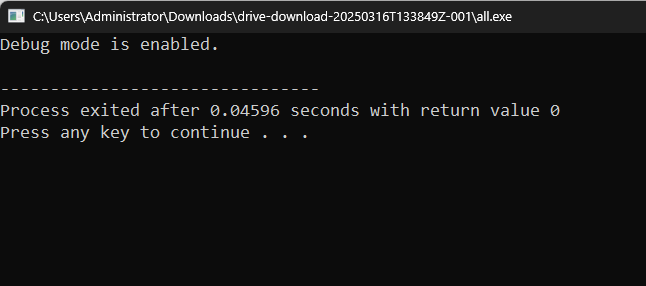 C:\Users\Administrator\Downloads\drive-download-20250316T133849Z-001\all.exe
Debug mode is enabled.
--------------------------------
Process exited after 0.04596 seconds with return value 0
Press any key to continue . . .